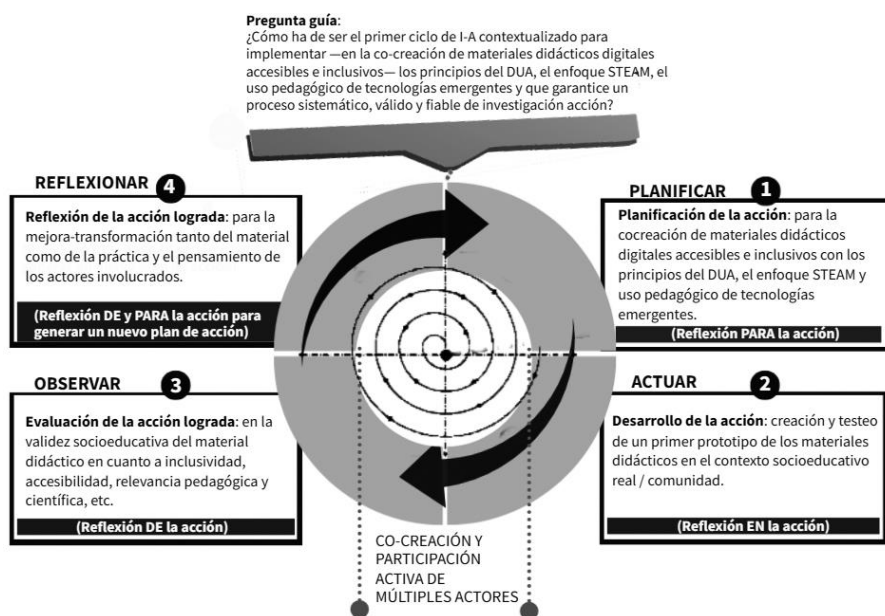 Pregunta guía:
¿Cómo ha de ser el primer ciclo de I-A contextualizado para
implementar —en la co-creación de materiales didácticos digitales
accesibles e inclusivos— los principios del DUA, el enfoque STEAM, el
uso pedagógico de tecnologías emergentes y que garantice un
proceso sistemático, válido y fiable de investigación acción?
REFLEXIONAR 4
Reflexión de la acción lograda: para la
mejora-transformación tanto del material
como de la práctica y el pensamiento de
los actores involucrados.
(Reflexión DE y PARA la acción para
generar un nuevo plan de acción)
PLANIFICAR 1
Planificación de la acción: para la
cocreación de materiales didácticos
digitales accesibles e inclusivos con los
principios del DUA, el enfoque STEAM y
uso pedagógico de tecnologías
emergentes.
(Reflexión PARA la acción)
OBSERVAR 3
Evaluación de la acción lograda: en la
validez socioeducativa del material
didáctico en cuanto a inclusividad,
accesibilidad, relevancia pedagógica y
científica, etc.
(Reflexión DE la acción)
ACTUAR 2
Desarrollo de la acción: creación y testeo
de un primer prototipo de los materiales
didácticos en el contexto socioeducativo
real / comunidad.
(Reflexión EN la acción)
CO-CREACIÓN Y
PARTICIPACIÓN
ACTIVA DE
MÚLTIPLES ACTORES